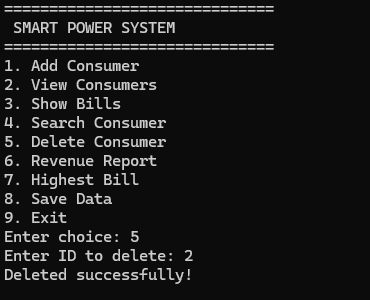 ==============================
 SMART POWER SYSTEM
==============================
1. Add Consumer
2. View Consumers
3. Show Bills
4. Search Consumer
5. Delete Consumer
6. Revenue Report
7. Highest Bill
8. Save Data
9. Exit
Enter choice: 5
Enter ID to delete: 2
Deleted successfully!